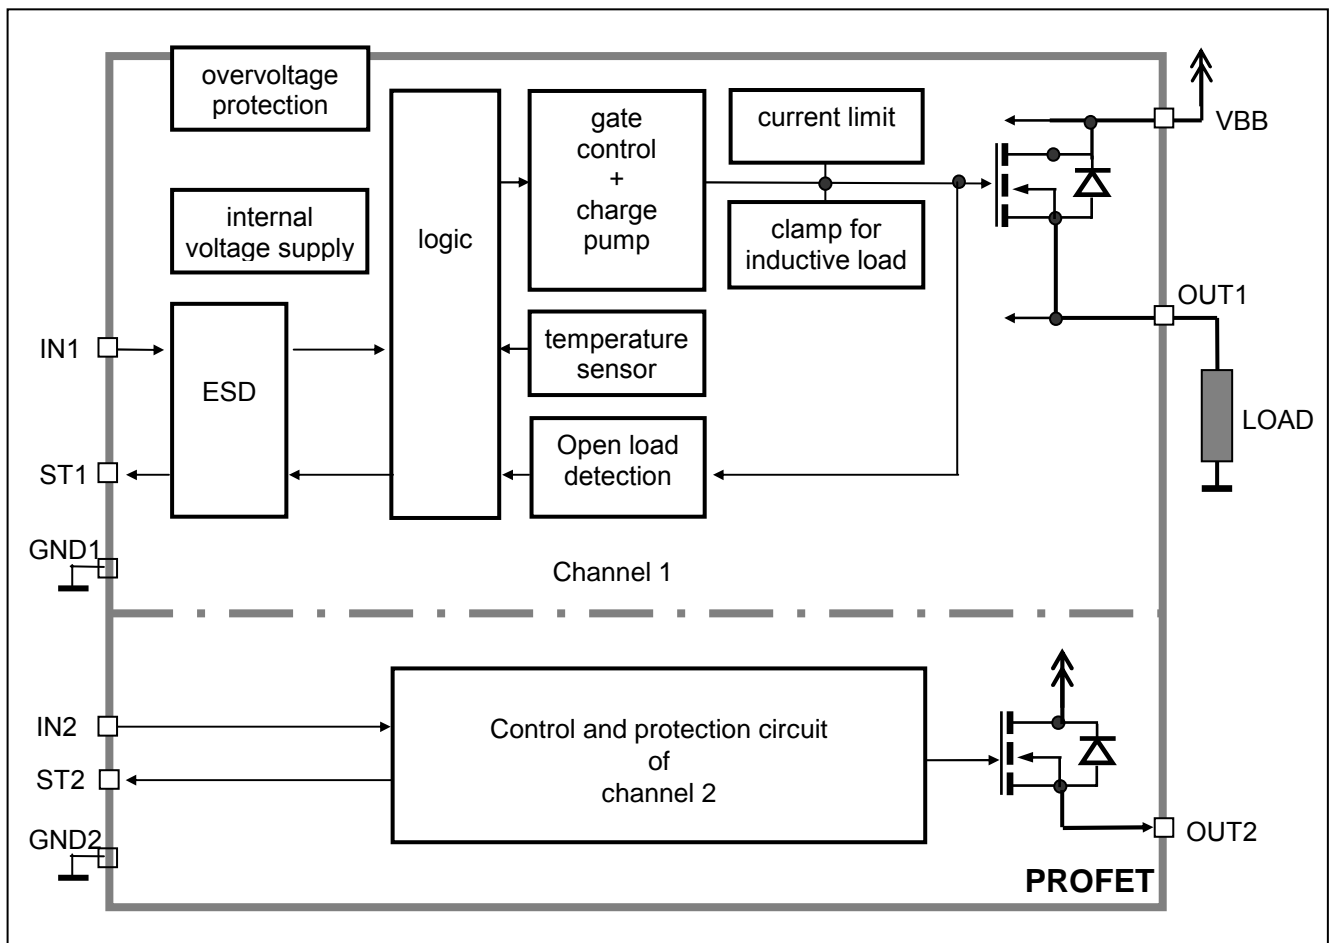 overvoltage
protection
internal
voltage supply
logic
gate
control
+
charge
pump
current limit
clamp for
inductive load
VBB
OUT1
LOAD
IN1
ESD
temperature
sensor
Open load
detection
ST1
GND1
Channel 1
IN2
ST2
GND2
Control and protection circuit
of
channel 2
OUT2
PROFET